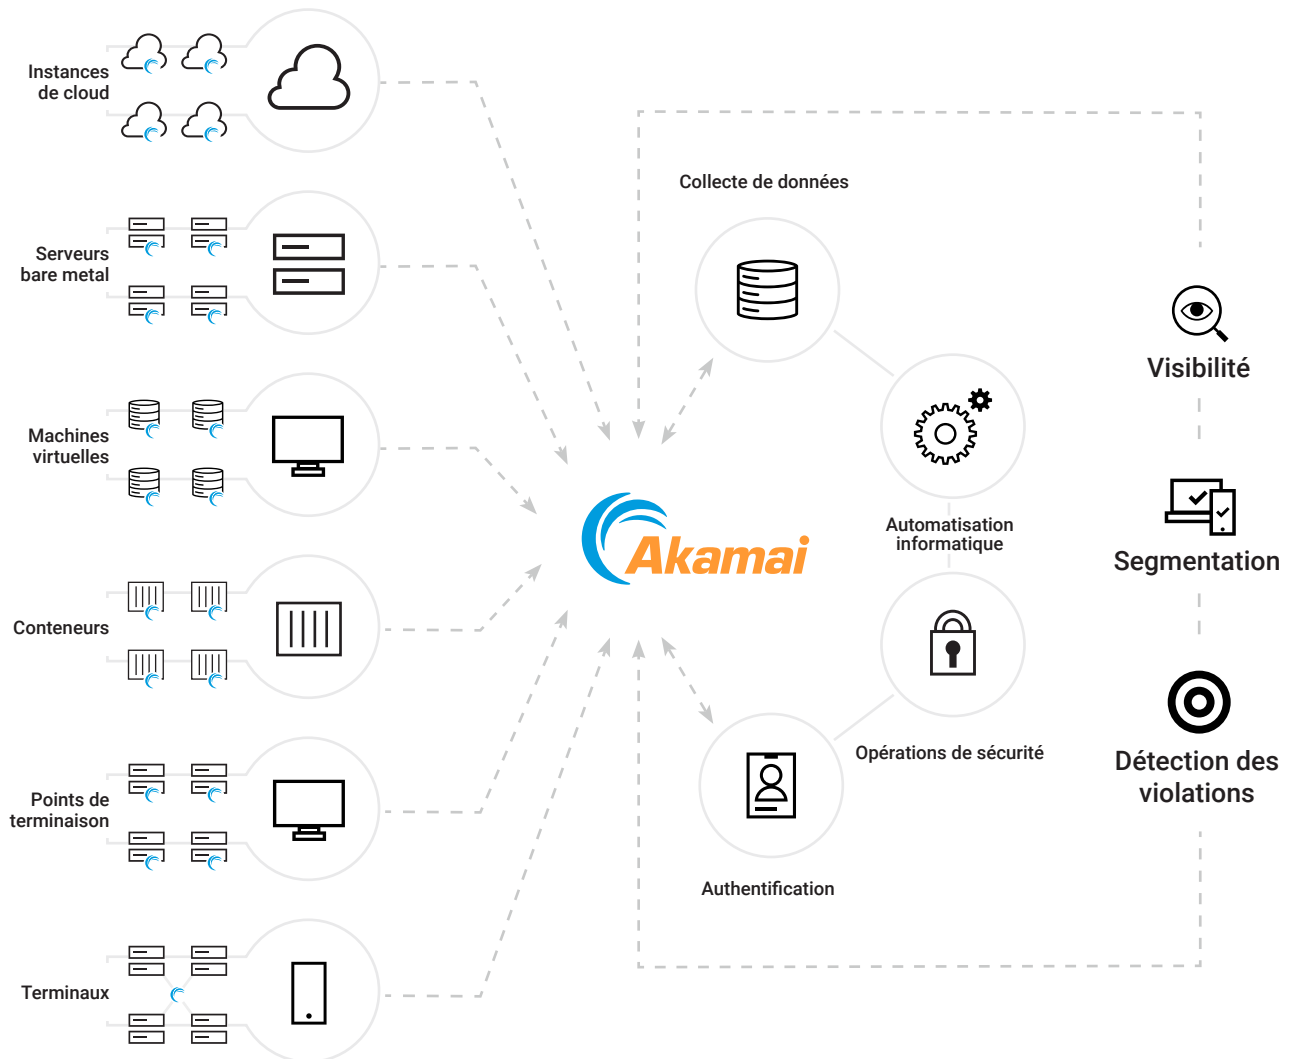 Instances
de cloud
Serveurs
bare metal
Machines
virtuelles
Conteneurs
Points de
terminaison
Terminaux
Akamai
Collecte de données
Automatisation
informatique
Opérations de sécurité
Authentification
Visibilité
Segmentation
Détection des
violations